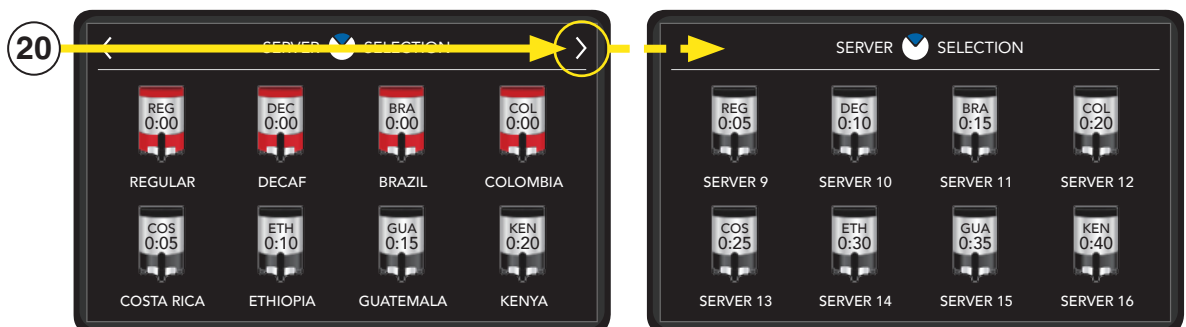 20
SERVER SELECTION
REG DEC BRA COL
0:00 0:00 0:00 0:00
REGULAR DECAF BRAZIL COLOMBIA
COS ETH GUA KEN
0:05 0:10 0:15 0:20
COSTA RICA ETHIOPIA GUATEMALA KENYA
SERVER SELECTION
REG DEC BRA COL
0:05 0:10 0:15 0:20
SERVER 9 SERVER 10 SERVER 11 SERVER 12
COS ETH GUA KEN
0:25 0:30 0:35 0:40
SERVER 13 SERVER 14 SERVER 15 SERVER 16